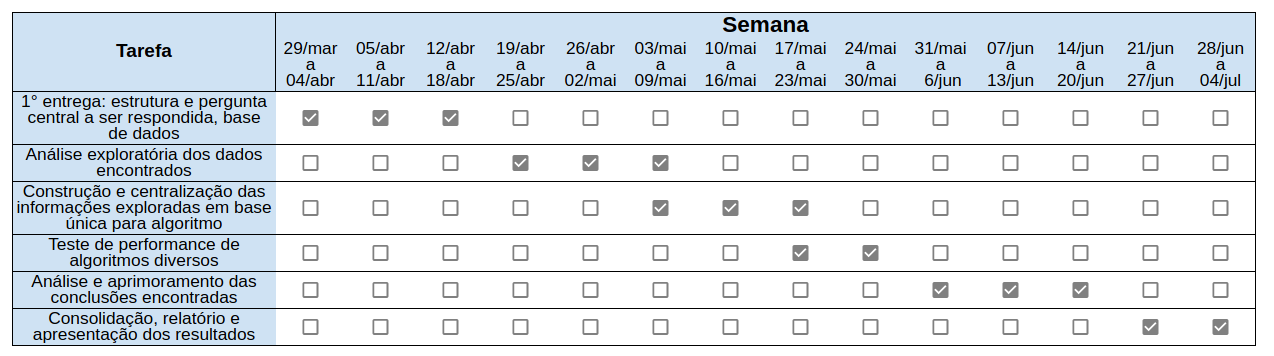 Tarefa
Semana
29/mar 05/abr 12/abr 19/abr 26/abr 03/mai 10/mai 17/mai 24/mai 31/mai 07/jun 14/jun 21/jun 28/jun
a a a a a a a a a a a a a a
04/abr 11/abr 18/abr 25/abr 02/mai 09/mai 16/mai 23/mai 30/mai 6/jun 13/jun 20/jun 27/jun 04/jul
1° entrega: estrutura e pergunta
central a ser respondida, base
de dados
Análise exploratória dos dados
encontrados
Construção e centralização das
informações exploradas em base
única para algoritmo
Teste de performance de
algoritmos diversos
Análise e aprimoramento das
conclusões encontradas
Consolidação, relatório e
apresentação dos resultados